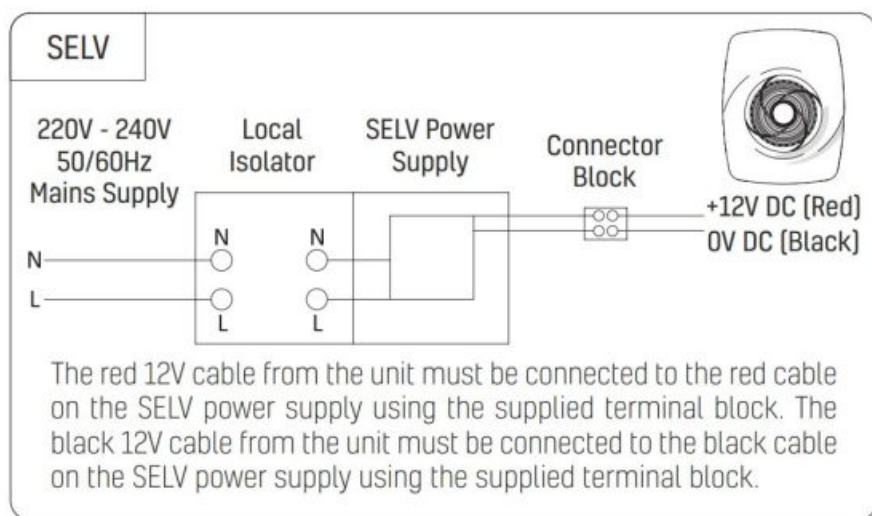 SELV
220V - 240V
50/60Hz
Mains Supply
Local
Isolator
SELV Power
Supply
Connector
Block
+12V DC (Red)
0V DC (Black)
N
N
N
L
L
L
The red 12V cable from the unit must be connected to the red cable
on the SELV power supply using the supplied terminal block. The
black 12V cable from the unit must be connected to the black cable
on the SELV power supply using the supplied terminal block.